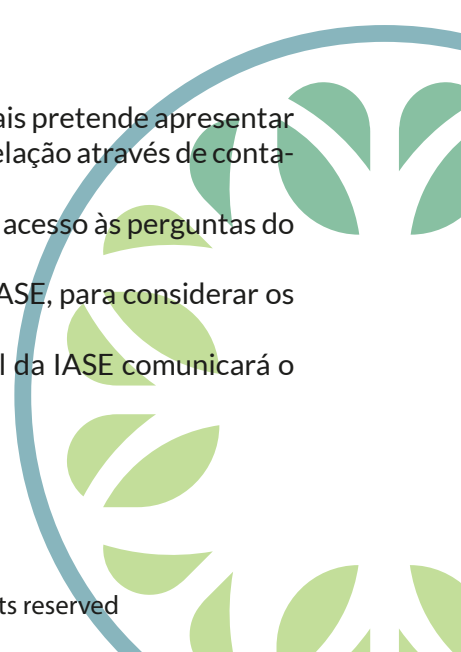 ais pretende apresentar
elação através de conta-
acesso às perguntas do
ASE, para considerar os
l da IASE comunicará o
ts reserved